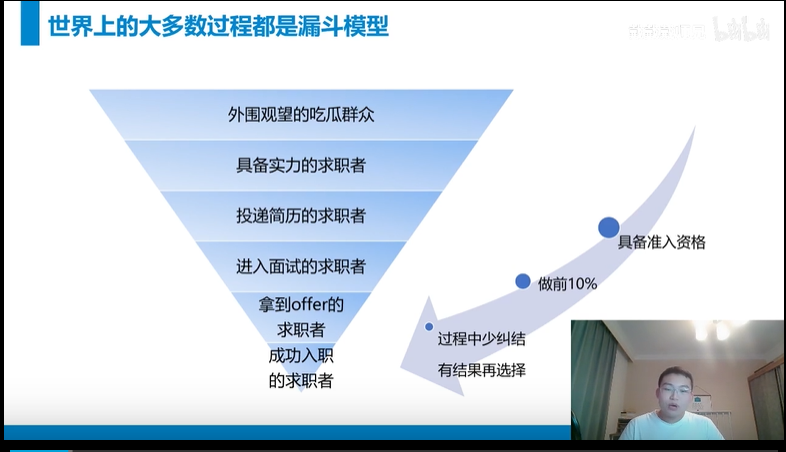 世界上的大多数过程都是漏斗模型
外围观望的吃瓜群众
具备实力的求职者
投递简历的求职者
进入面试的求职者
拿到offer的
求职者
成功入职
的求职者
具备准入资格
做前10%
过程中少纠结
有结果再选择
bilibili